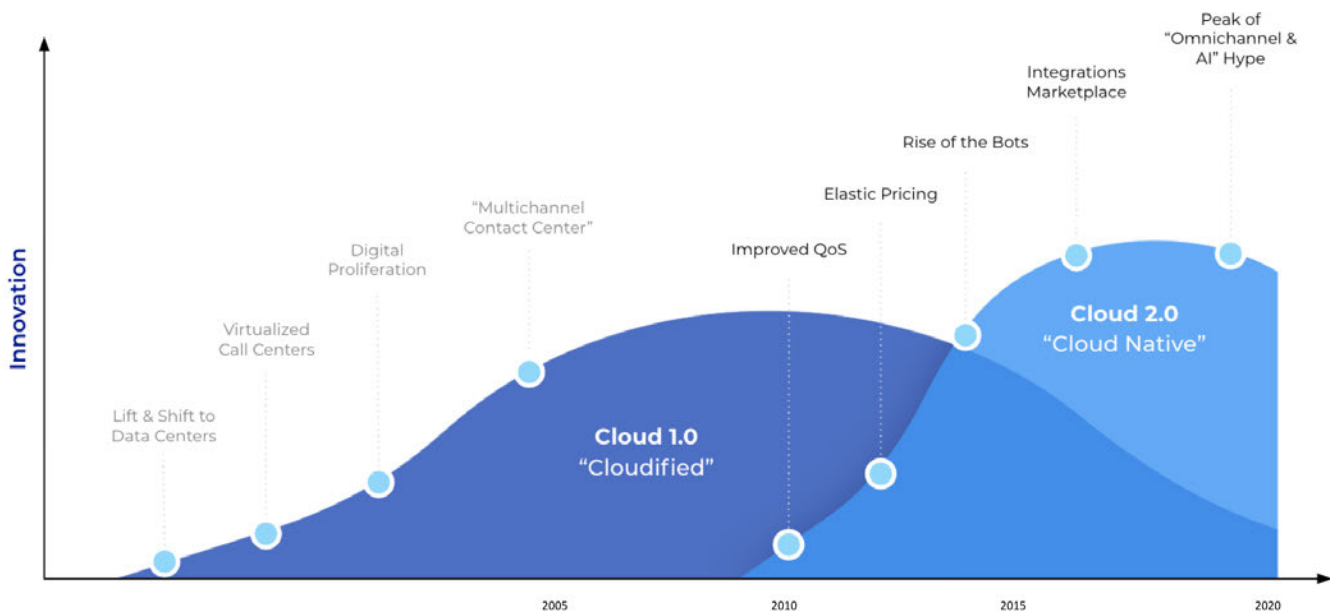 Peak of
“Omnichannel &
AI” Hype
Integrations
Marketplace
Rise of the Bots
Elastic Pricing
“Multichannel
Contact Center”
Improved QoS
Digital
Proliferation
Virtualized
Call Centers
Lift & Shift to
Data Centers
Innovation
Cloud 1.0
“Cloudified”
Cloud 2.0
“Cloud Native”
2005
2010
2015
2020